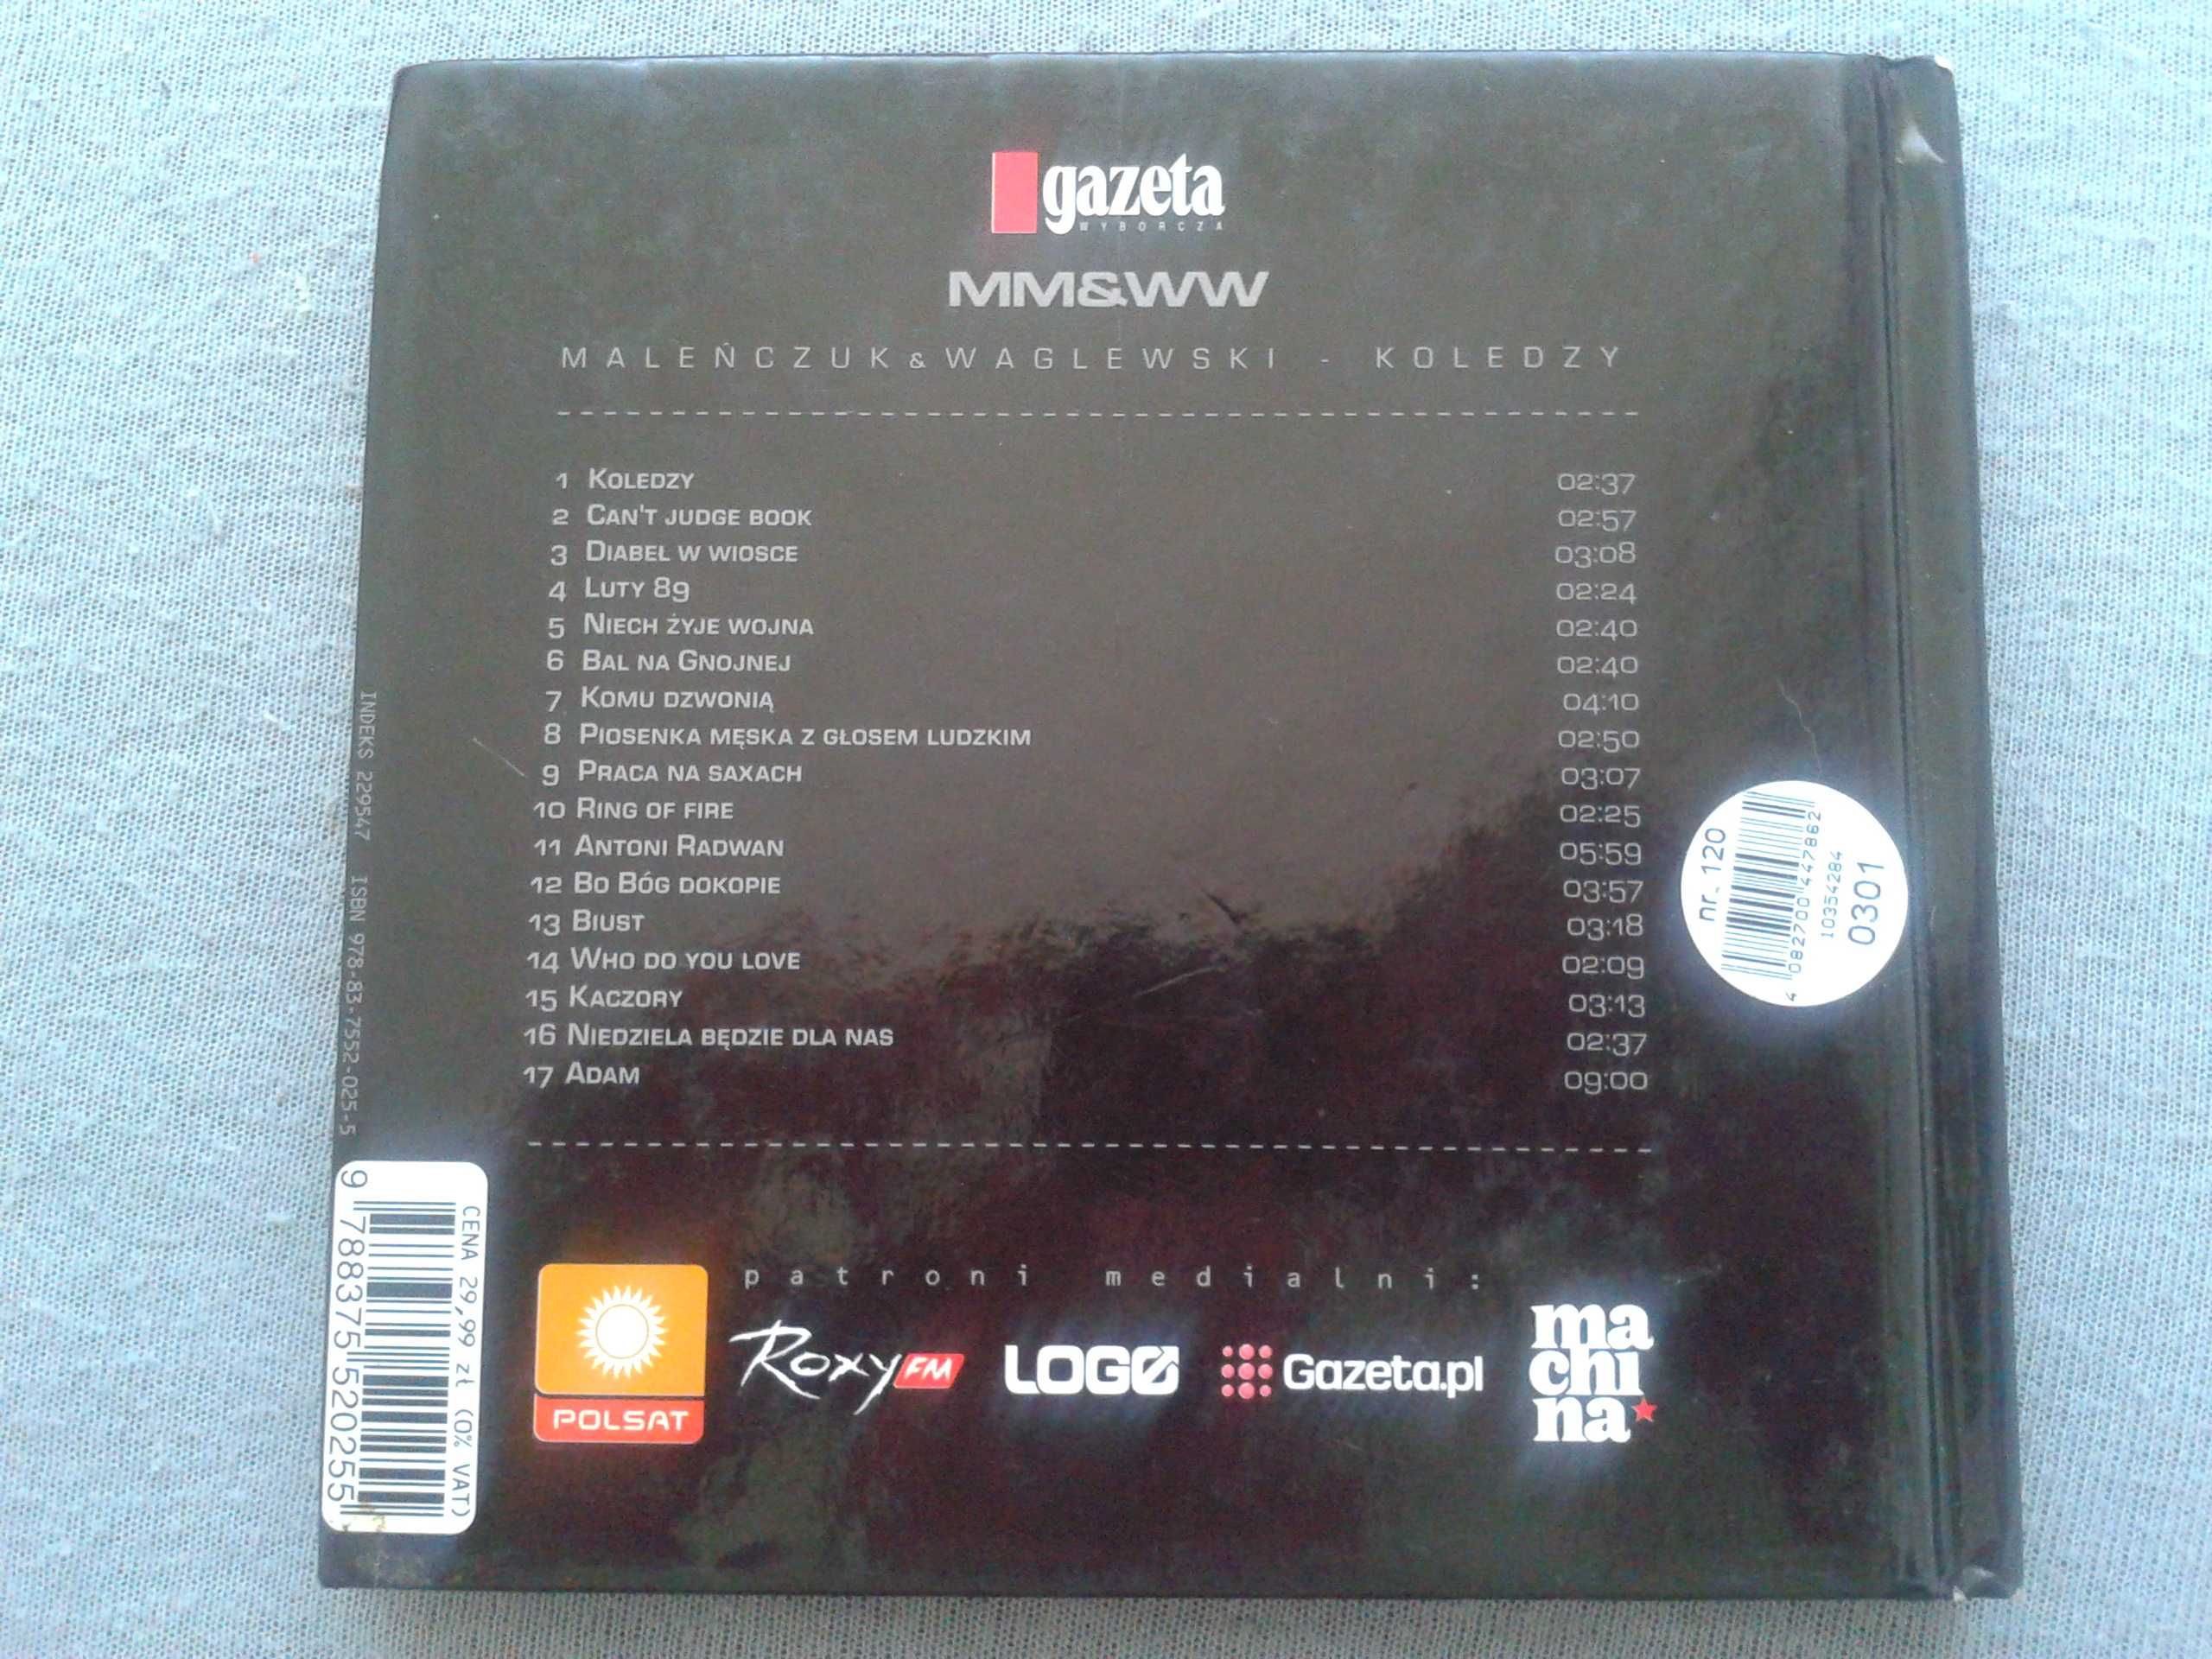 gazeta
WYBORCZA
MM&WW
MALEŃCZUK & WAGLEWSKI - KOLEDZY
1 KOLEDZY 02:37
2 CAN'T JUDGE BOOK 02:57
3 DIABEŁ W WIOSCE 03:08
4 LUTY 89 02:24
5 NIECH ŻYJE WOJNA 02:40
6 BAL NA GNOJNEJ 02:40
7 KOMU DZWONIĄ 04:10
8 PIOSENKA MĘSKA Z GŁOSEM LUDZKIM 02:50
9 PRACA NA SAXACH 03:07
10 RING OF FIRE 02:25
11 ANTONI RADWAN 05:59
12 BO BÓG DOKOPIE 03:57
13 BIUST 03:18
14 WHO DO YOU LOVE 02:09
15 KACZORY 03:13
16 NIEDZIELA BĘDZIE DLA NAS 02:37
17 ADAM 09:00
INDEKS 229547 ISBN 978-83-7552-025-5
CENA 29,99 zł (0% VAT)
9 788375 520255
nr. 120
4 082700 447862
10354284
0301
patroni medialni:
POLSAT
ROXY FM
LOGO
Gazeta.pl
ma
chi
na